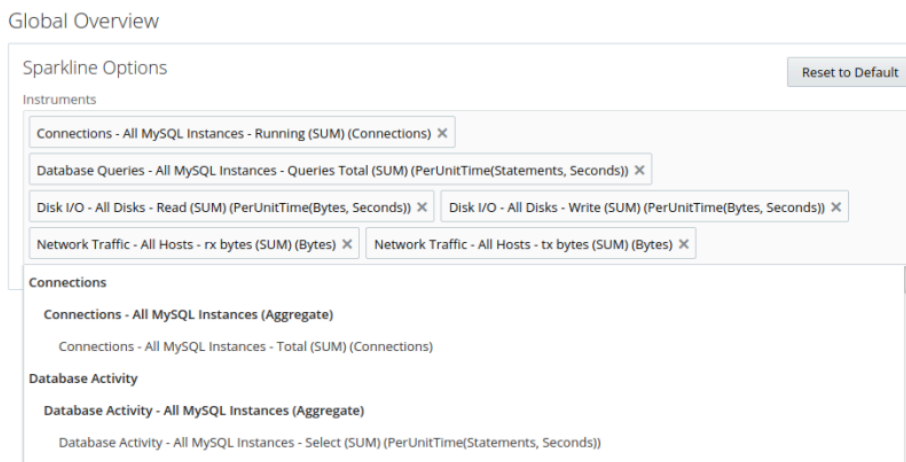 Global Overview
Sparkline Options
Reset to Default
Instruments
Connections - All MySQL Instances - Running (SUM) (Connections) ✕
Database Queries - All MySQL Instances - Queries Total (SUM) (PerUnitTime(Statements, Seconds)) ✕
Disk I/O - All Disks - Read (SUM) (PerUnitTime(Bytes, Seconds)) ✕ Disk I/O - All Disks - Write (SUM) (PerUnitTime(Bytes, Seconds)) ✕
Network Traffic - All Hosts - rx bytes (SUM) (Bytes) ✕ Network Traffic - All Hosts - tx bytes (SUM) (Bytes) ✕
Connections
Connections - All MySQL Instances (Aggregate)
Connections - All MySQL Instances - Total (SUM) (Connections)
Database Activity
Database Activity - All MySQL Instances (Aggregate)
Database Activity - All MySQL Instances - Select (SUM) (PerUnitTime(Statements, Seconds))